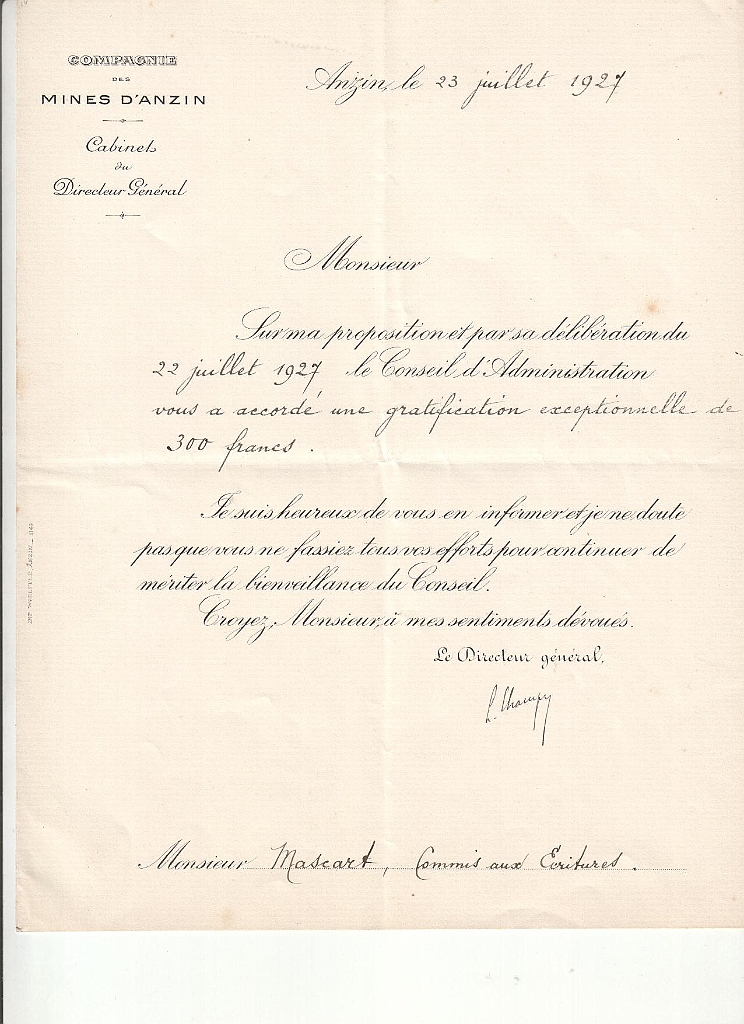 COMPAGNIE
DES
MINES D'ANZIN
Cabinet
du
Directeur Général
Anzin, le 23 juillet 1927
Monsieur
Sur ma proposition et par sa délibération du
22 juillet 1927 le Conseil d'Administration
vous a accordé une gratification exceptionnelle de
300 francs.
Je suis heureux de vous en informer et je ne doute
pas que vous ne fassiez tous vos efforts pour continuer de
mériter la bienveillance du Conseil.
Croyez, Monsieur, à mes sentiments dévoués.
Le Directeur général,
L. Champy
Monsieur Mascart, Commis aux Ecritures.